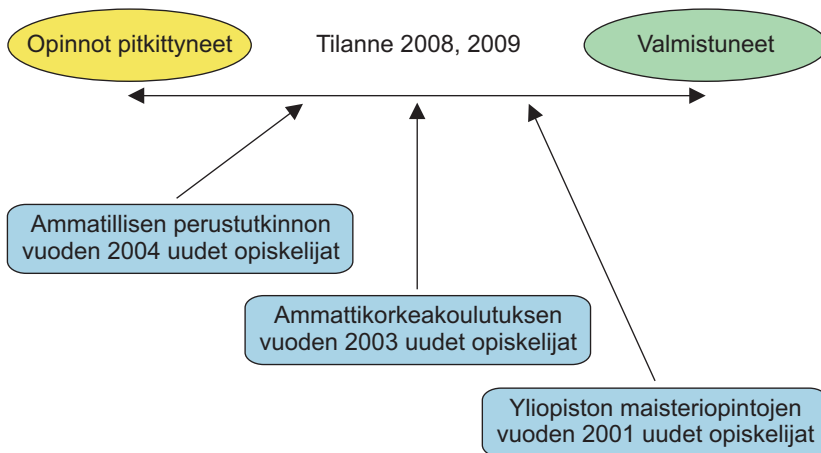 Opinnot pitkittyneet
Tilanne 2008, 2009
Valmistuneet
Ammatillisen perustutkinnon
vuoden 2004 uudet opiskelijat
Ammattikorkeakoulutuksen
vuoden 2003 uudet opiskelijat
Yliopiston maisteriopintojen
vuoden 2001 uudet opiskelijat